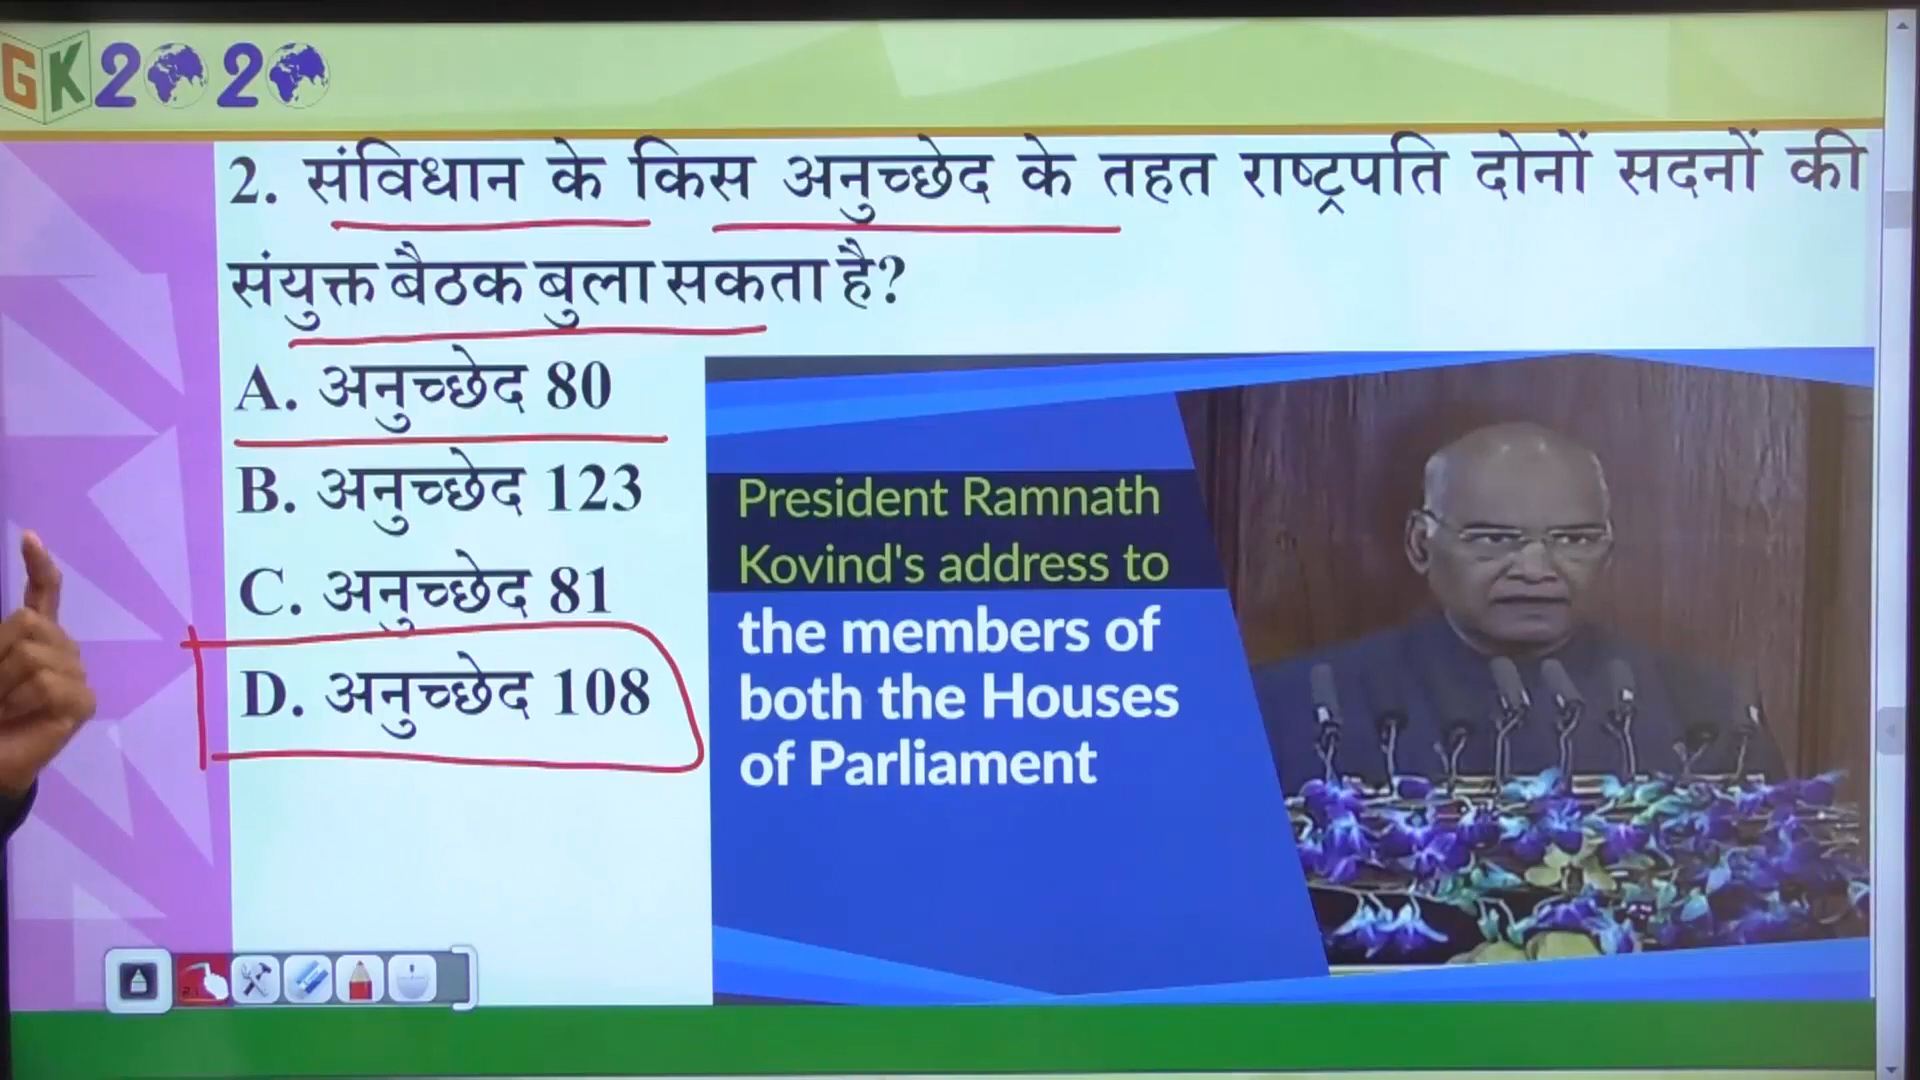 GK2020
2. संविधान के किस अनुच्छेद के तहत राष्ट्रपति दोनों सदनों की
संयुक्त बैठक बुला सकता है?
A. अनुच्छेद 80
B. अनुच्छेद 123
C. अनुच्छेद 81
D. अनुच्छेद 108
President Ramnath
Kovind's address to
the members of
both the Houses
of Parliament